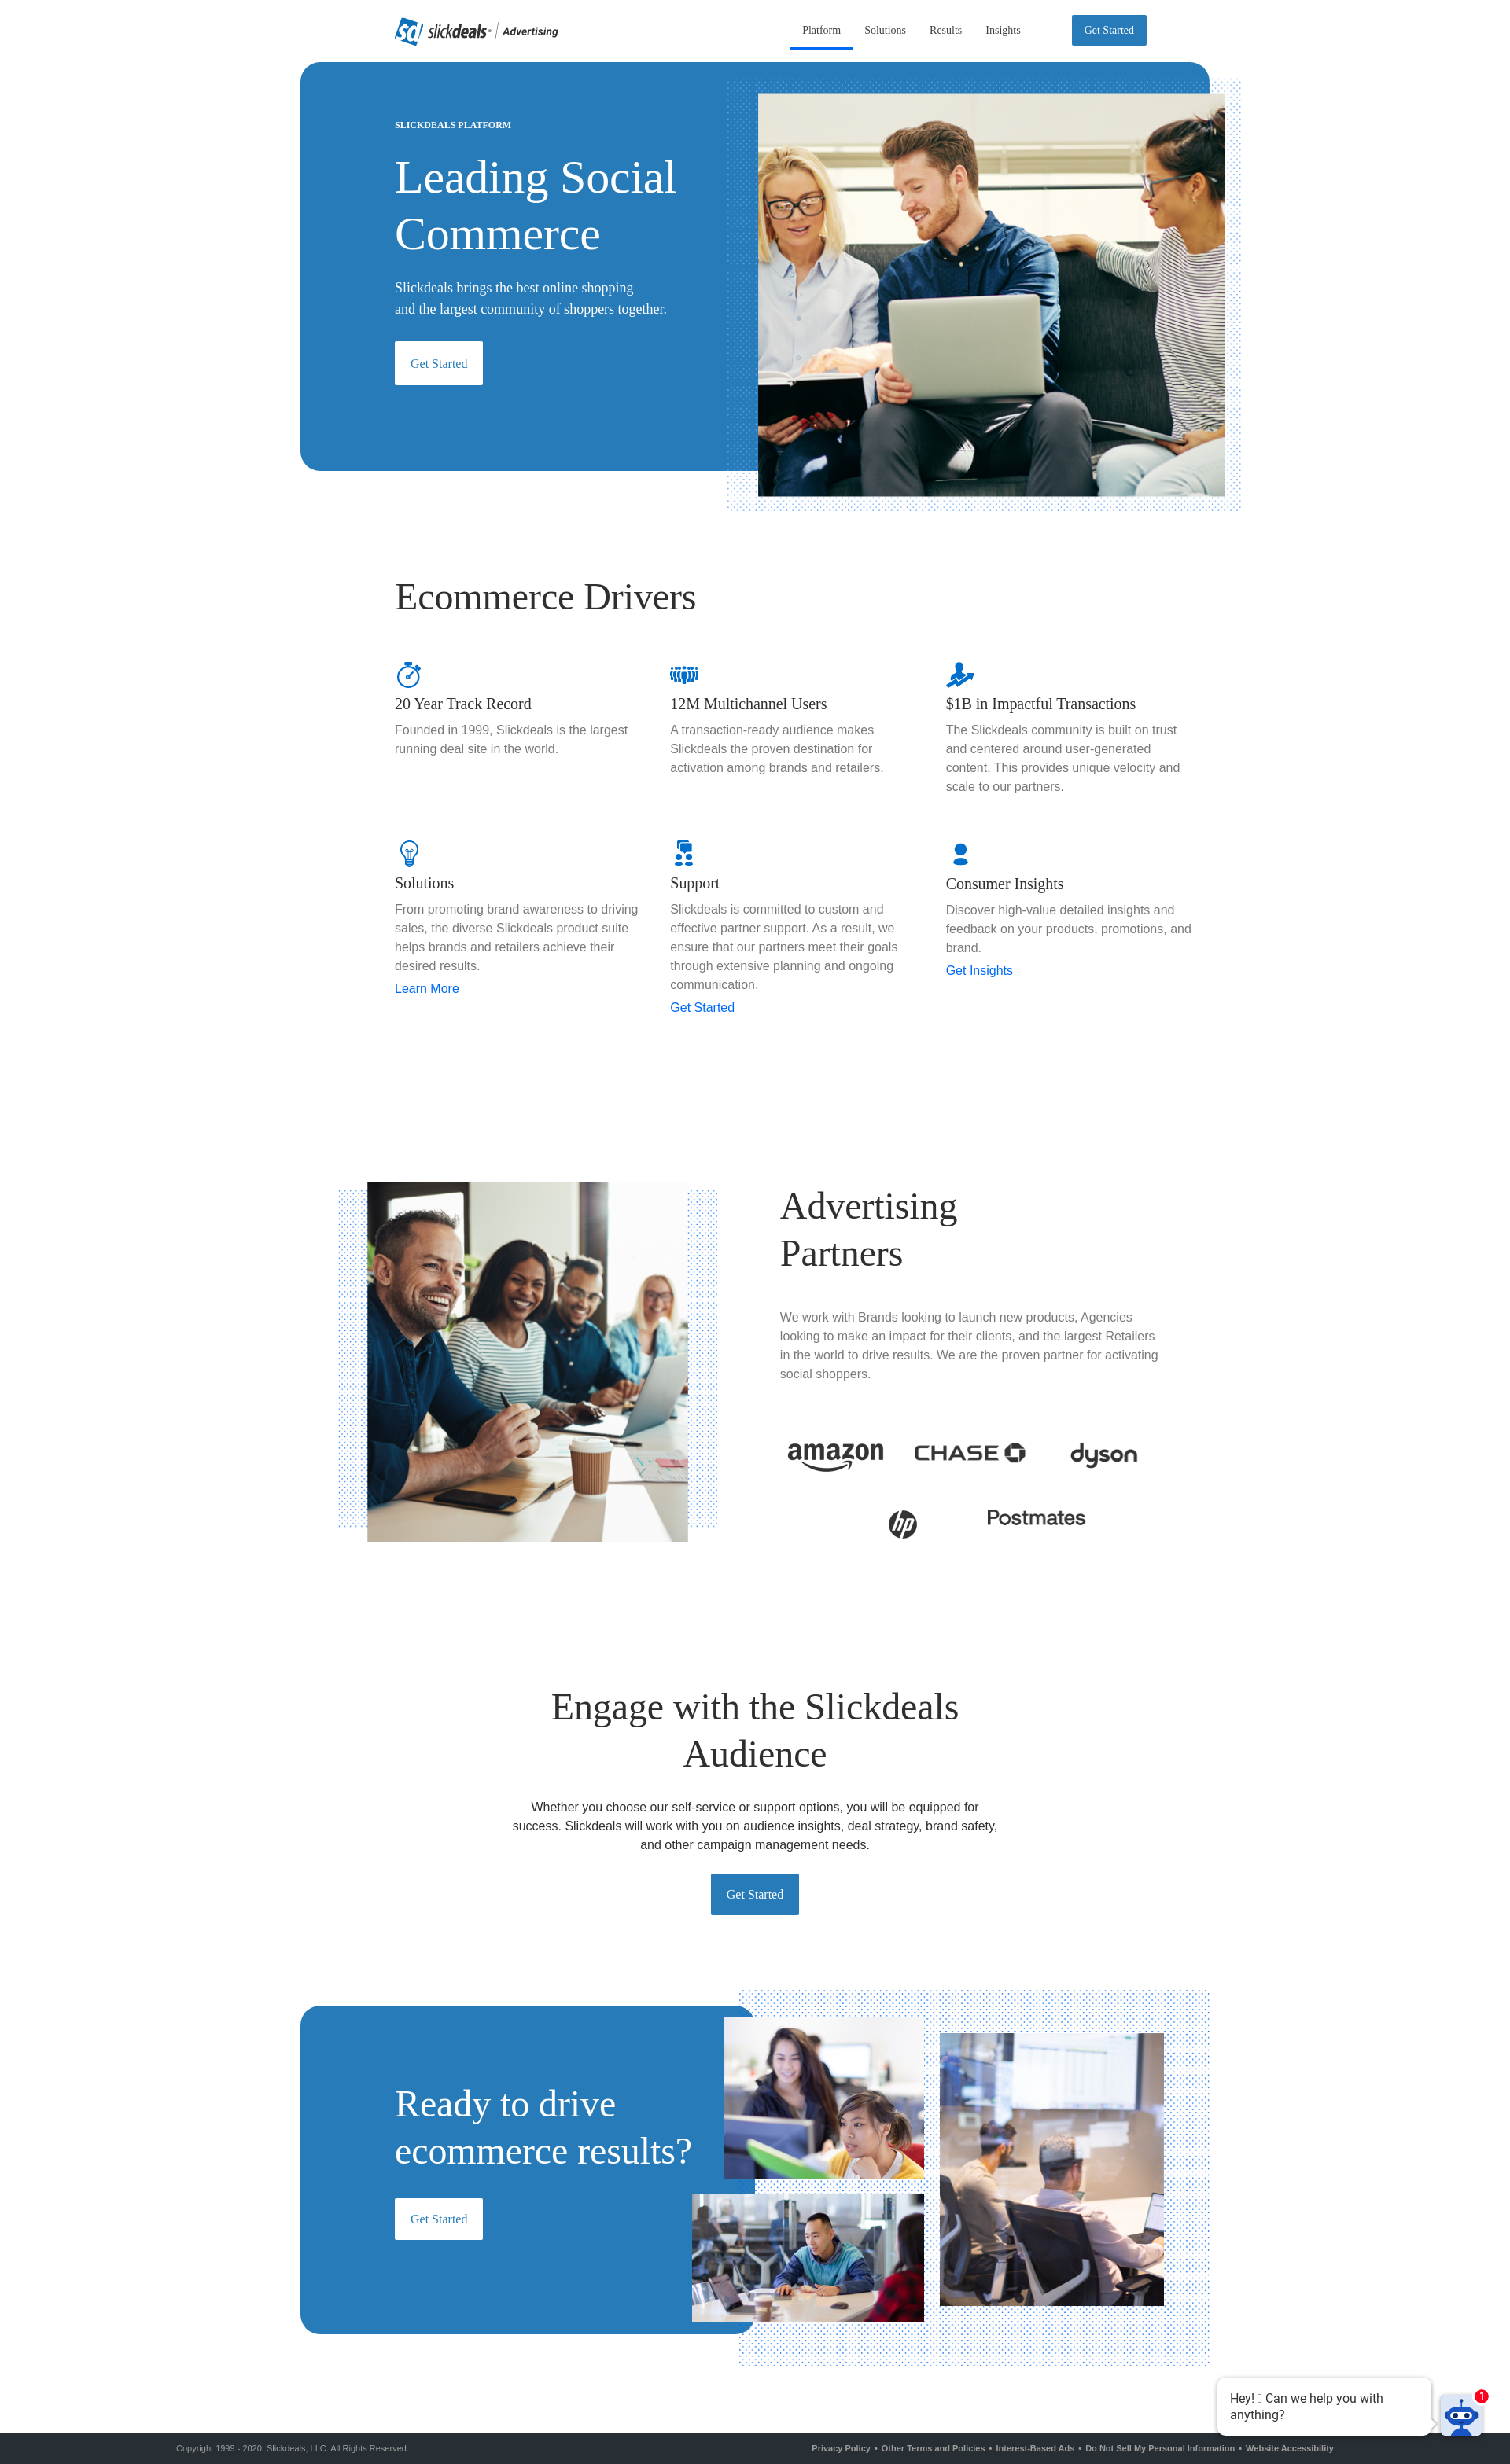 sd slickdeals | Advertising
Platform Solutions Results Insights Get Started
SLICKDEALS PLATFORM
Leading Social
Commerce
Slickdeals brings the best online shopping
and the largest community of shoppers together.
Get Started
Ecommerce Drivers
20 Year Track Record
Founded in 1999, Slickdeals is the largest
running deal site in the world.
12M Multichannel Users
A transaction-ready audience makes
Slickdeals the proven destination for
activation among brands and retailers.
$1B in Impactful Transactions
The Slickdeals community is built on trust
and centered around user-generated
content. This provides unique velocity and
scale to our partners.
Solutions
From promoting brand awareness to driving
sales, the diverse Slickdeals product suite
helps brands and retailers achieve their
desired results.
Learn More
Support
Slickdeals is committed to custom and
effective partner support. As a result, we
ensure that our partners meet their goals
through extensive planning and ongoing
communication.
Get Started
Consumer Insights
Discover high-value detailed insights and
feedback on your products, promotions, and
brand.
Get Insights
Advertising
Partners
We work with Brands looking to launch new products, Agencies
looking to make an impact for their clients, and the largest Retailers
in the world to drive results. We are the proven partner for activating
social shoppers.
amazon CHASE dyson
hp Postmates
Engage with the Slickdeals
Audience
Whether you choose our self-service or support options, you will be equipped for
success. Slickdeals will work with you on audience insights, deal strategy, brand safety,
and other campaign management needs.
Get Started
Ready to drive
ecommerce results?
Get Started
Hey! Can we help you with
anything?
1
Copyright 1999 - 2020. Slickdeals, LLC. All Rights Reserved.
Privacy Policy • Other Terms and Policies • Interest-Based Ads • Do Not Sell My Personal Information • Website Accessibility